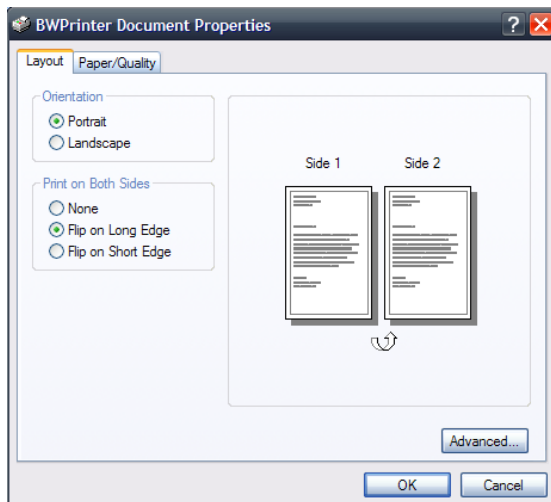 BWPrinter Document Properties
?
Layout
Paper/Quality
Orientation
Portrait
Landscape
Print on Both Sides
None
Flip on Long Edge
Flip on Short Edge
Side 1
Side 2
Advanced...
OK
Cancel